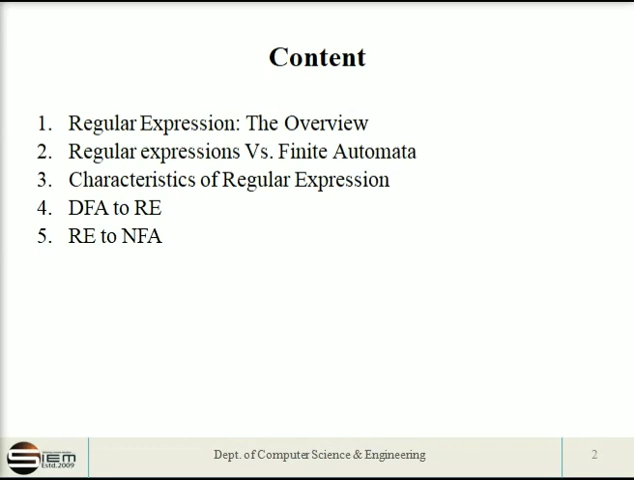 Content
1. Regular Expression: The Overview
2. Regular expressions Vs. Finite Automata
3. Characteristics of Regular Expression
4. DFA to RE
5. RE to NFA
SIEM
Estd.2009
Dept. of Computer Science & Engineering
2